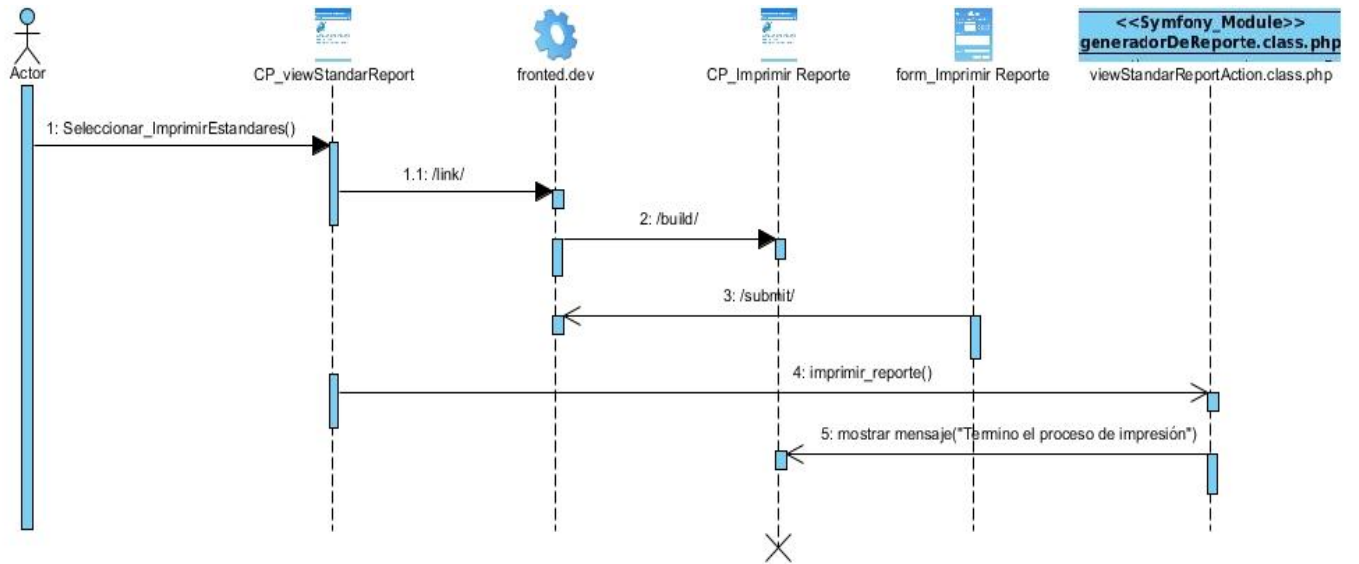 <<Symfony_Module>>
generadorDeReporte.class.php
Actor
CP_viewStandarReport
fronted.dev
CP_Imprimir Reporte
form_Imprimir Reporte
viewStandarReportAction.class.php
1: Seleccionar_ImprimirEstandares()
1.1: /link/
2: /build/
3: /submit/
4: imprimir_reporte()
5: mostrar mensaje("Termino el proceso de impresión")